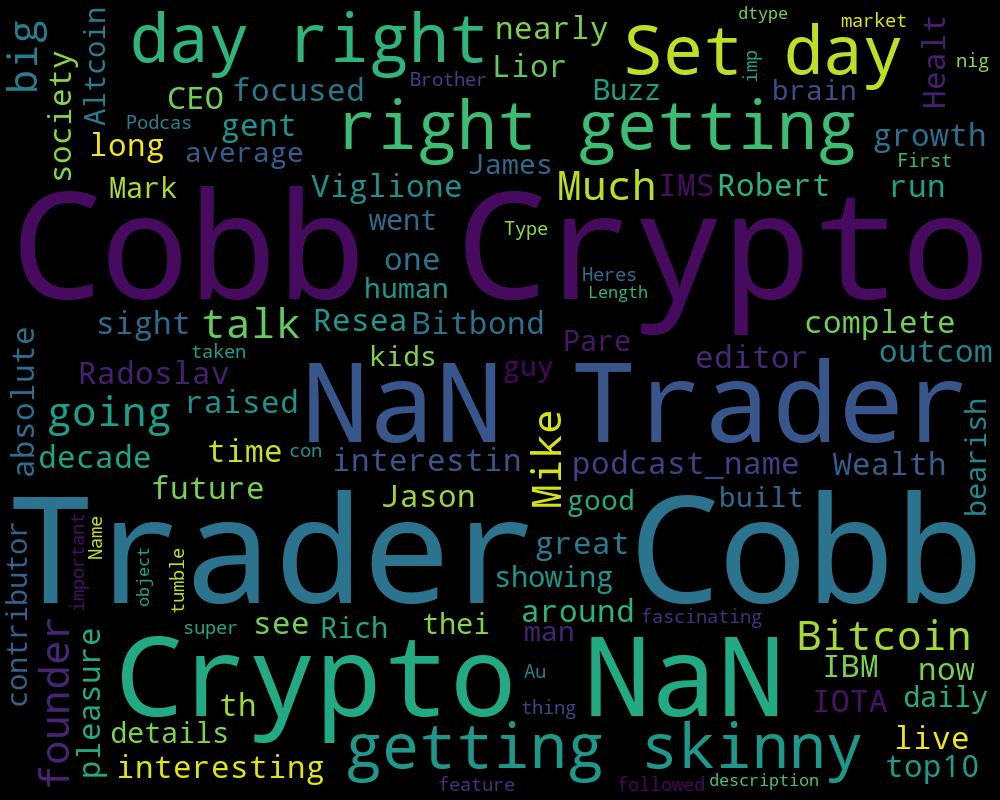 big
society
Altcoin
day right
nearly
Set day
dtype
market
imp
Healt
nig
Brother
Lior
CEO
focused
Buzz
brain
Podcas
gent
right getting
growth
long
average
James
First
Mark
Viglione
Much
IMS
Robert
run
went
Type
Cobb Crypto
one
human
Heres
Length
sight
talk
Resea
Bitbond
complete
Pare
taken
kids
guy
editor
outcom
absolute
Radoslav
NaN Trader
going
raised
Mike
bearish
decade
time
con
interestin
podcast_name
Wealth
future
Jason
good
built
Trader Cobb
contributor
important
Name
object
tumble
great
showing
around
fascinating
super
see
Rich
thei
man
Bitcoin
founder
pleasure
Crypto NaN
Au
IBM
now
th
thing
IOTA
daily
details
getting skinny
live
interesting
top10
feature
followed
description